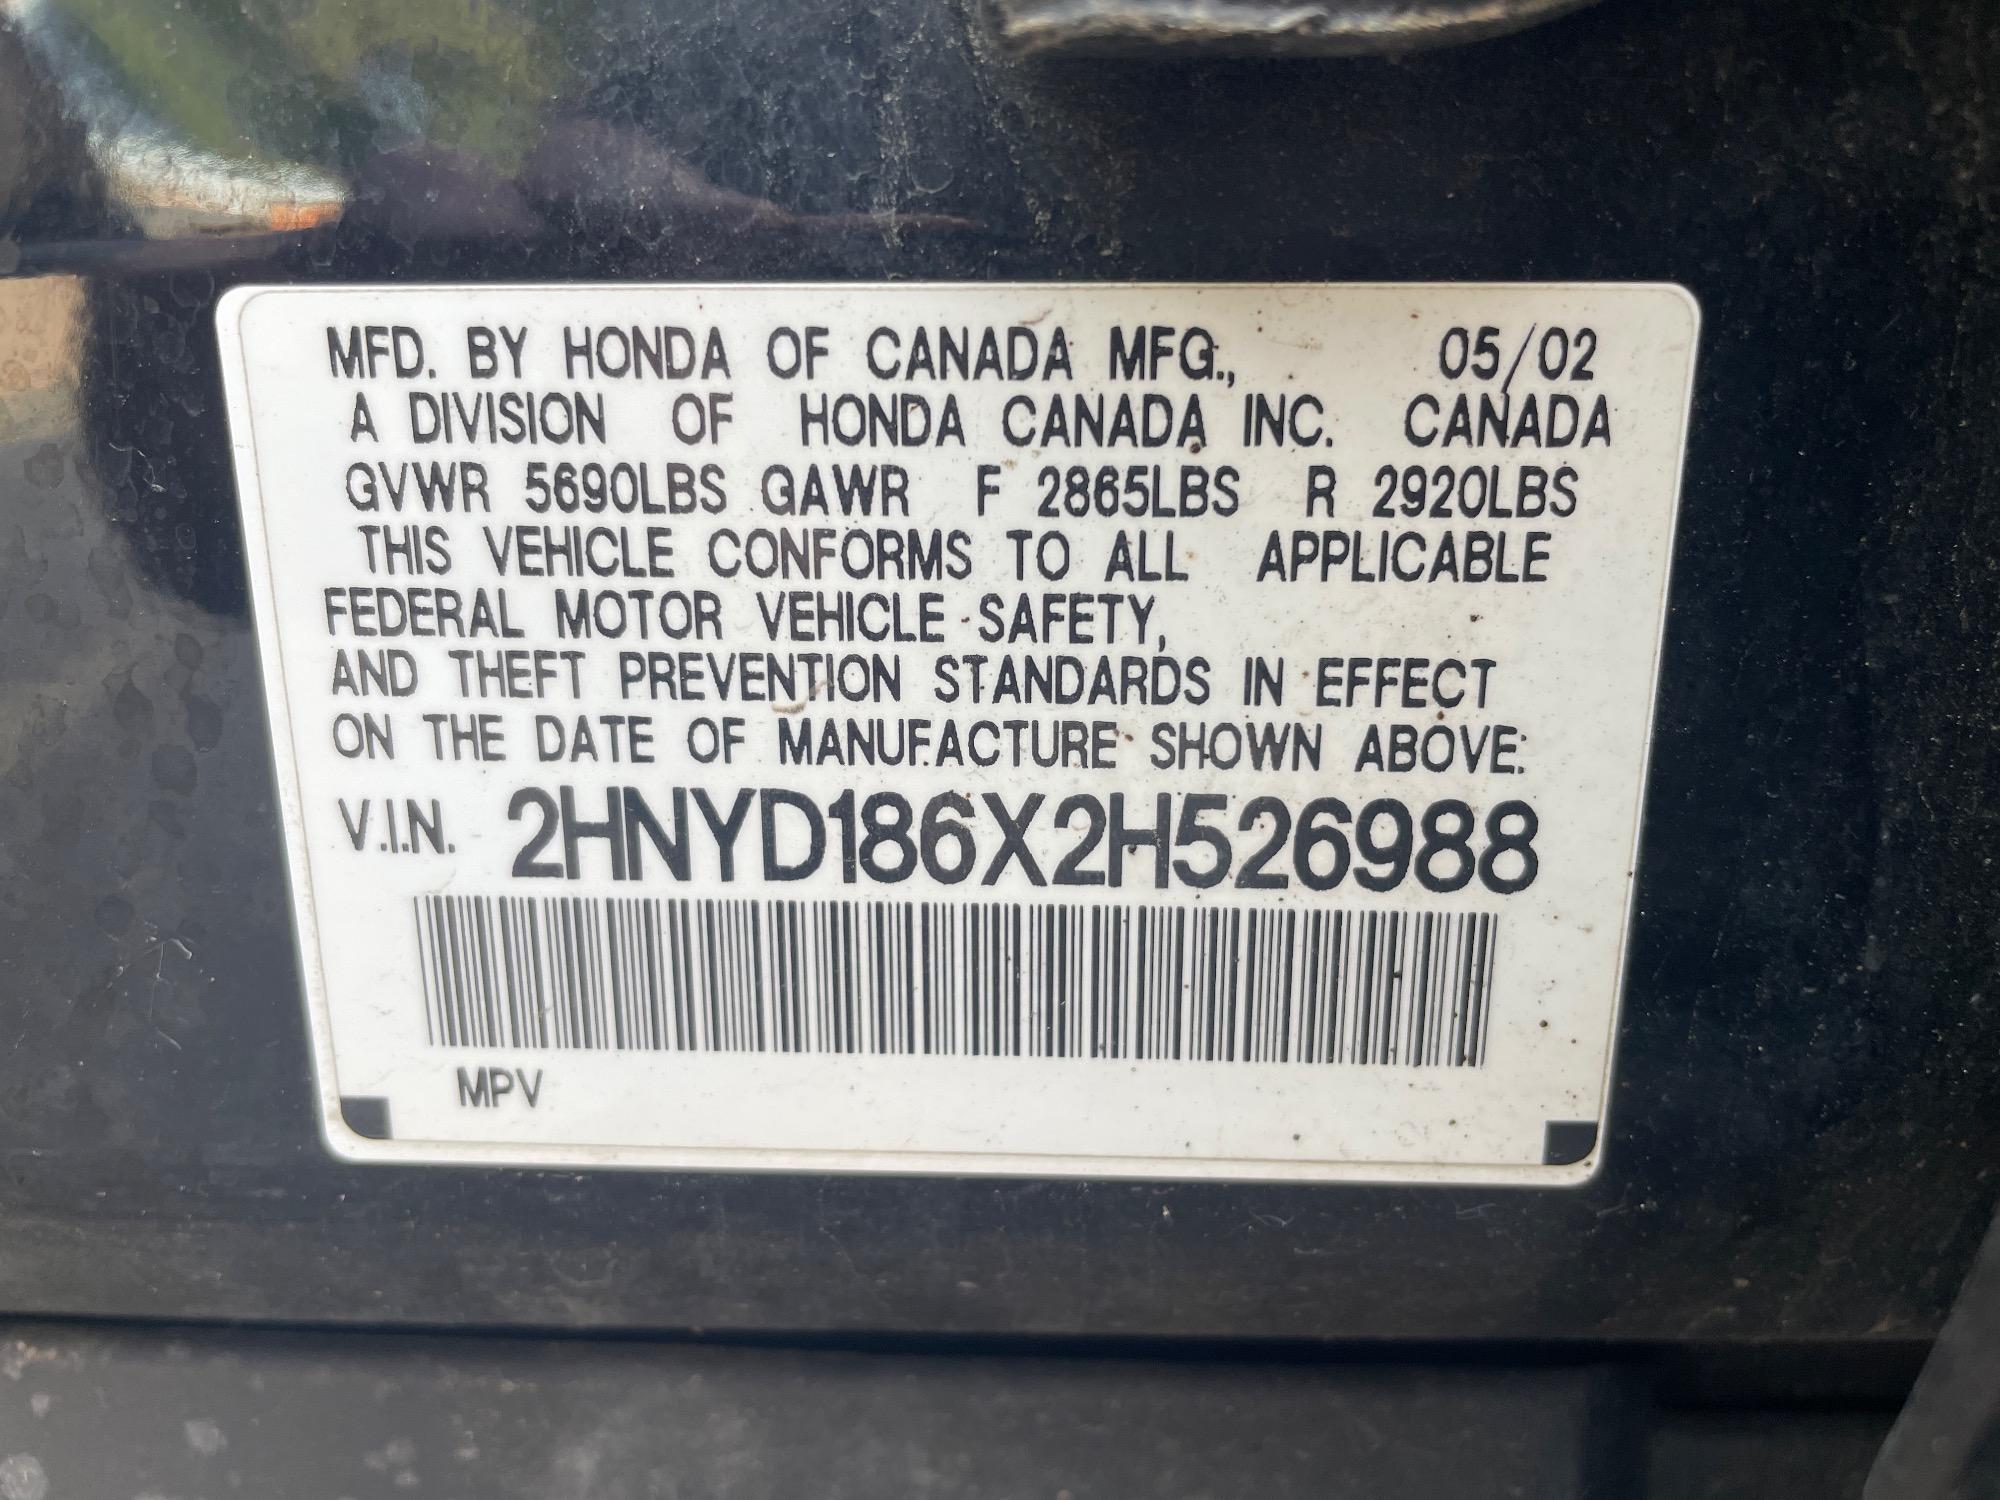 MFD. BY HONDA OF CANADA MFG., 05/02
A DIVISION OF HONDA CANADA INC. CANADA
GVWR 5690LBS GAWR F 2865LBS R 2920LBS
THIS VEHICLE CONFORMS TO ALL APPLICABLE
FEDERAL MOTOR VEHICLE SAFETY,
AND THEFT PREVENTION STANDARDS IN EFFECT
ON THE DATE OF MANUFACTURE SHOWN ABOVE:
V.I.N. 2HNYD186X2H526988
MPV